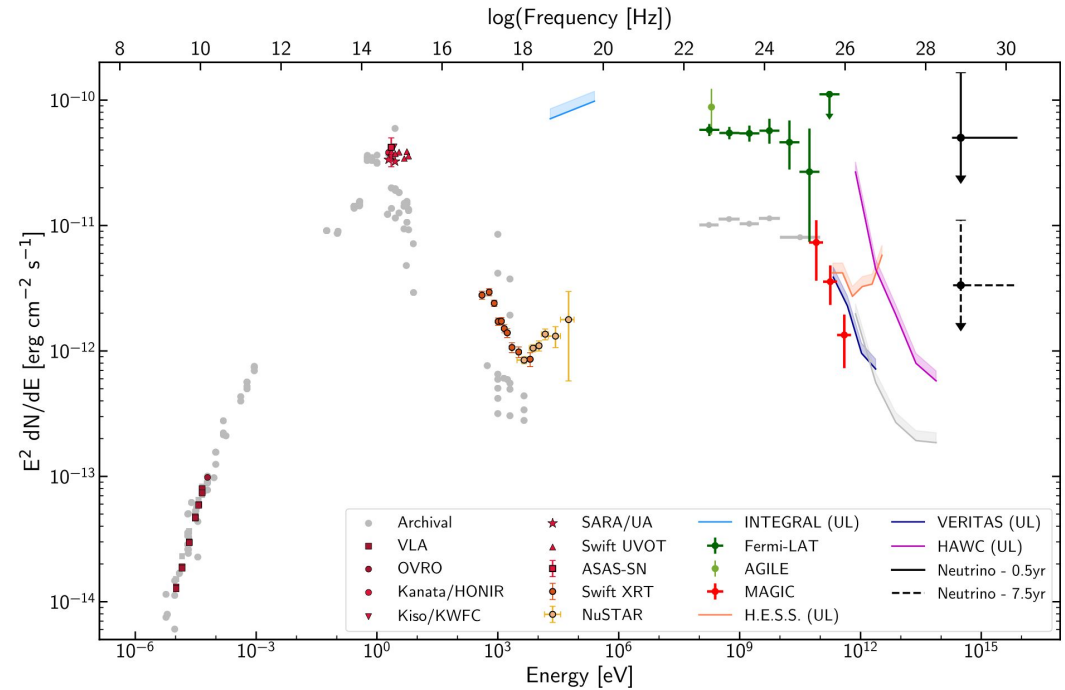 log(Frequency [Hz])
8 10 12 14 16 18 20 22 24 26 28 30
E² dN/dE [erg cm⁻² s⁻¹]
10⁻¹⁰
10⁻¹¹
10⁻¹²
10⁻¹³
10⁻¹⁴
Archival
VLA
OVRO
Kanata/HONIR
Kiso/KWFC
SARA/UA
Swift UVOT
ASAS-SN
Swift XRT
NuSTAR
INTEGRAL (UL)
Fermi-LAT
AGILE
MAGIC
H.E.S.S. (UL)
VERITAS (UL)
HAWC (UL)
Neutrino - 0.5yr
Neutrino - 7.5yr
10⁻⁶ 10⁻³ 10⁰ 10³ 10⁹ 10¹² 10¹⁵
Energy [eV]